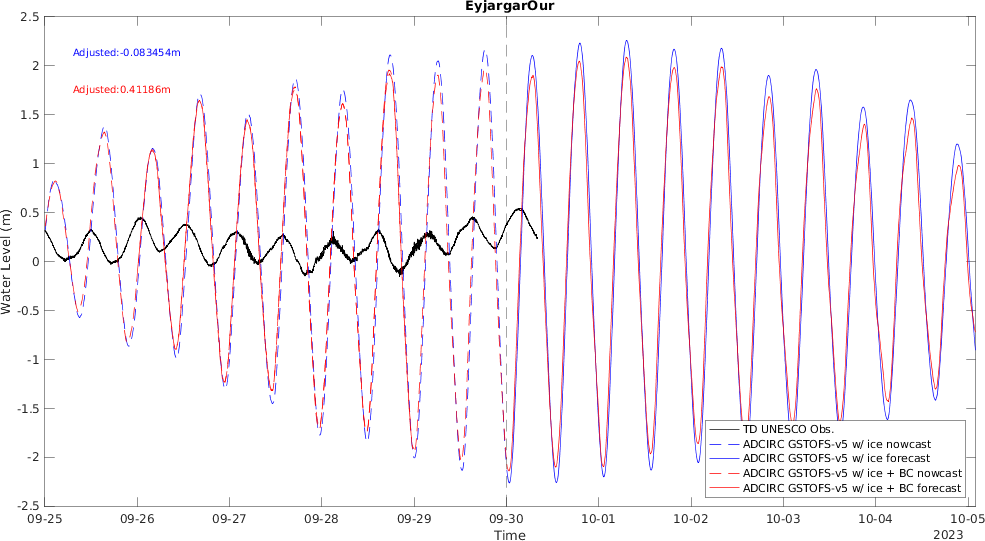 EyjargarOur
Adjusted:-0.083454m
Adjusted:0.41186m
Water Level (m)
2.5
2
1.5
1
0.5
0
-0.5
-1
-1.5
-2
-2.5
TD UNESCO Obs.
ADCIRC GSTOFS-v5 w/ ice nowcast
ADCIRC GSTOFS-v5 w/ ice forecast
ADCIRC GSTOFS-v5 w/ ice + BC nowcast
ADCIRC GSTOFS-v5 w/ ice + BC forecast
09-25 09-26 09-27 09-28 09-29 09-30 10-01 10-02 10-03 10-04 10-05
Time
2023